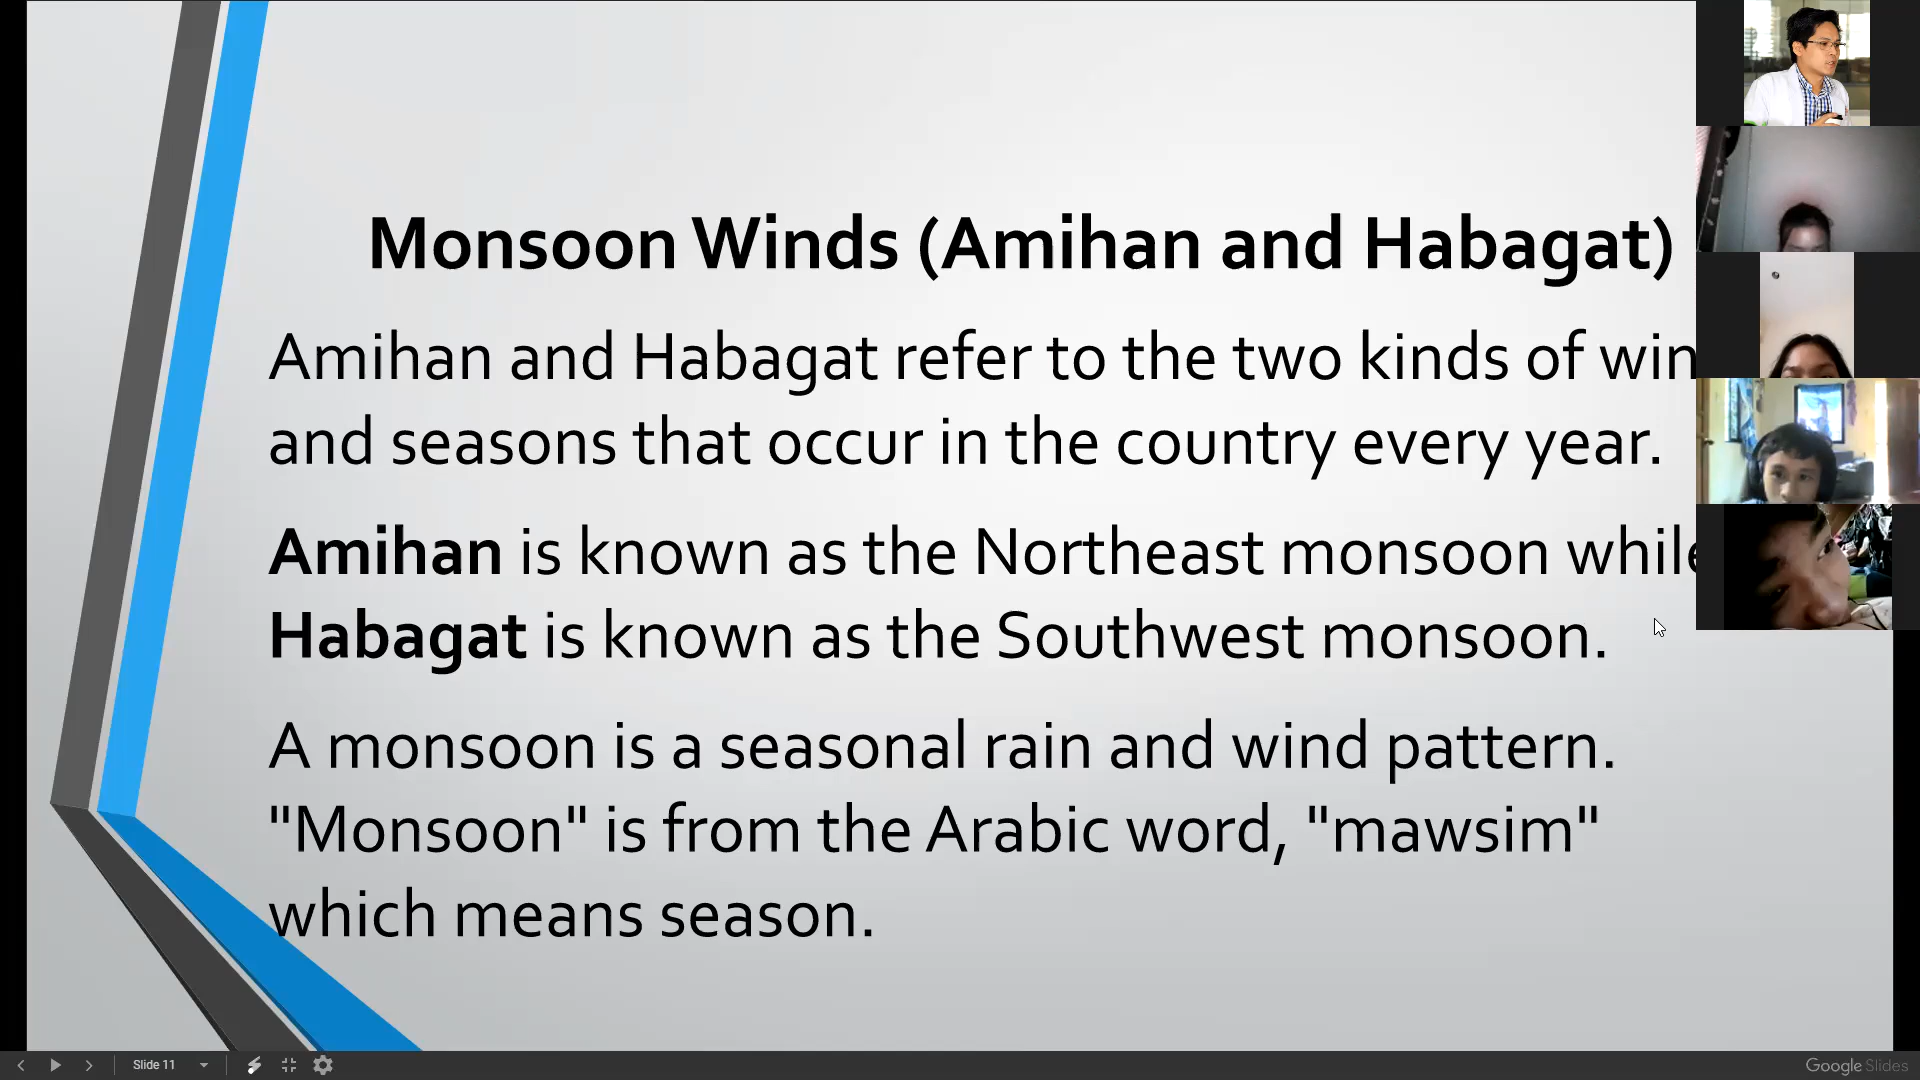 Monsoon Winds (Amihan and Habagat)
Amihan and Habagat refer to the two kinds of
and seasons that occur in the country every year.
Amihan is known as the Northeast monsoon while
Habagat is known as the Southwest monsoon.
A monsoon is a seasonal rain and wind pattern.
"Monsoon" is from the Arabic word, "mawsim"
which means season.
Slide 11
Google Slides